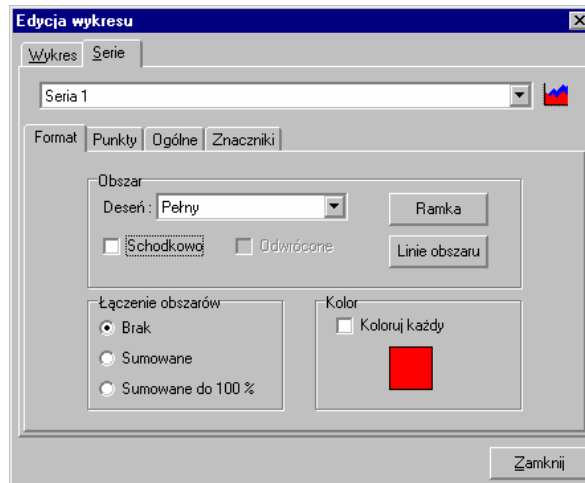 Edycja wykresu
Wykres Serie
Seria 1
Format Punkty Ogólne Znaczniki
Obszar
Deseń : Pełny
Ramka
Schodkowo Odwrócone
Linie obszaru
Łączenie obszarów
Brak
Sumowane
Sumowane do 100 %
Kolor
Koloruj każdy
Zamknij